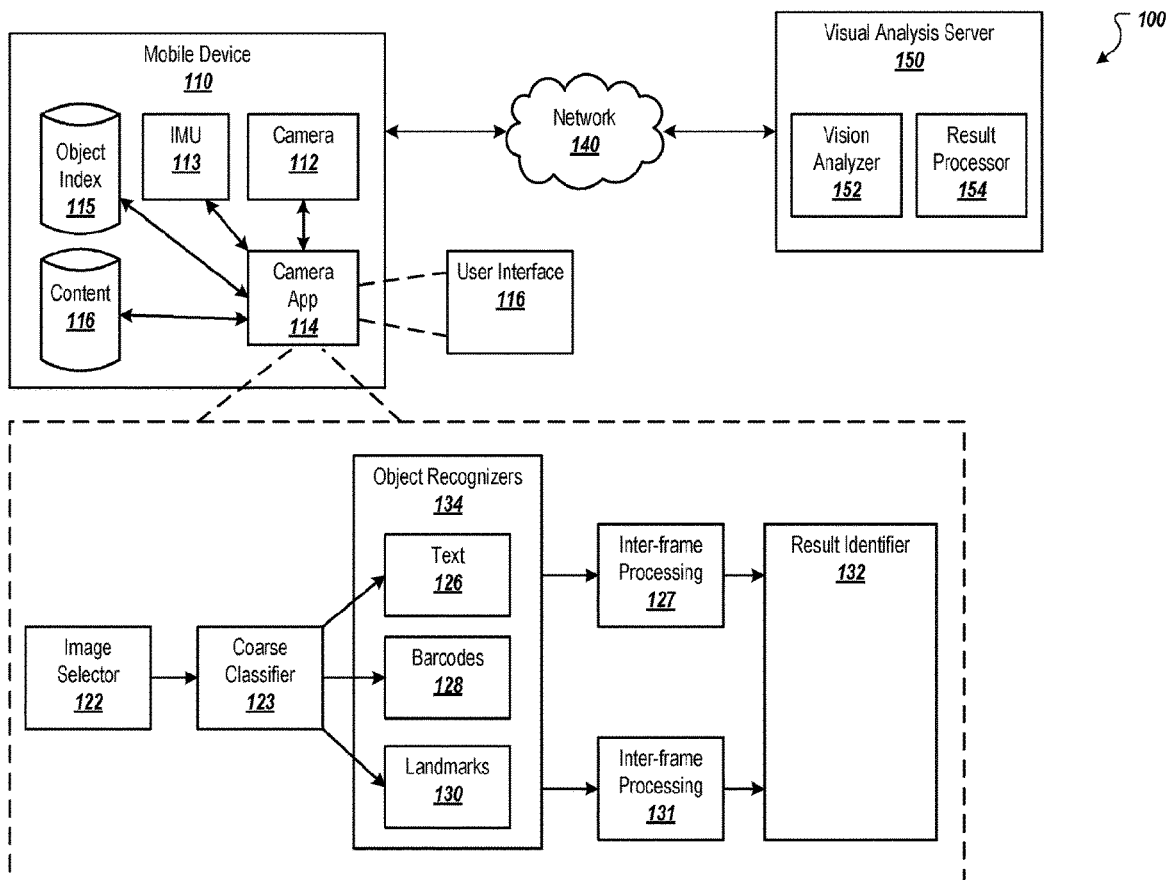 100
Mobile Device
110
Object
Index
115
IMU
113
Camera
112
Content
116
Camera
App
114
User Interface
116
Network
140
Visual Analysis Server
150
Vision
Analyzer
152
Result
Processor
154
Object Recognizers
134
Text
126
Barcodes
128
Landmarks
130
Image
Selector
122
Coarse
Classifier
123
Inter-frame
Processing
127
Inter-frame
Processing
131
Result Identifier
132